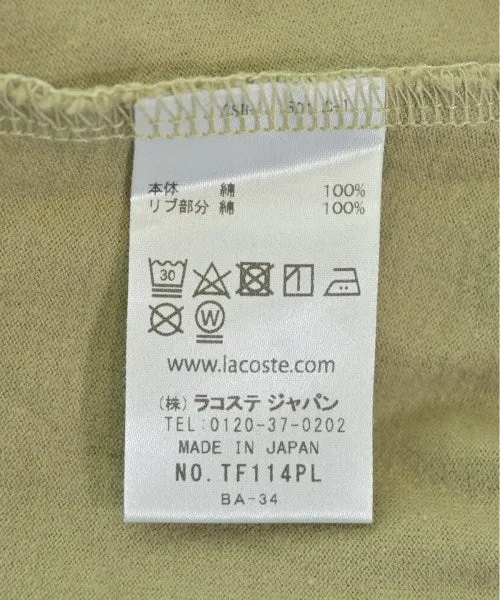 本体 綿 100%
リブ部分 綿 100%
30
W
www.lacoste.com
(株) ラコステ ジャパン
TEL: 0120-37-0202
MADE IN JAPAN
NO. TF114PL
BA-34